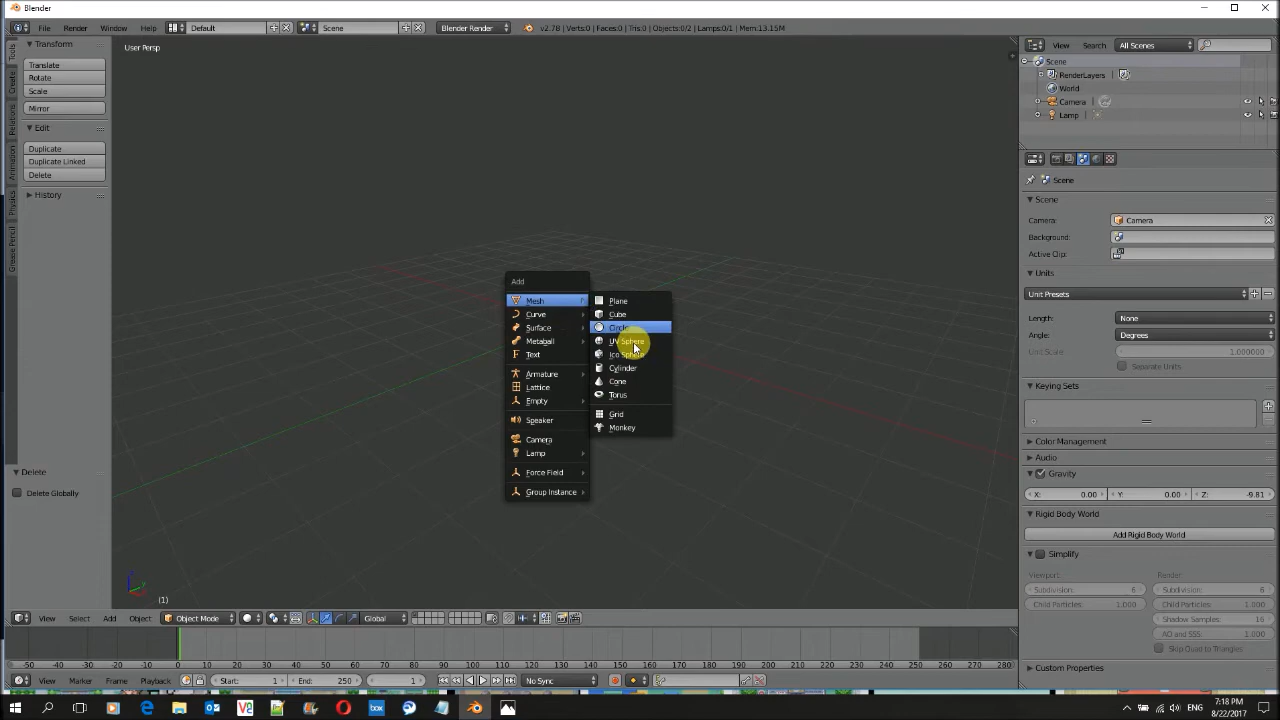 Blender
File Render Window Help Default Scene Blender Render v2.78 | Verts:0 | Faces:0 | Tris:0 | Objects:0/2 | Lamps:0/1 | Mem:13.15M
User Persp
Tools
Create
Relations
Animation
Physics
Grease Pencil
Transform
Translate
Rotate
Scale
Mirror
Edit
Duplicate
Duplicate Linked
Delete
History
Delete
Delete Globally
Add
Mesh
Curve
Surface
Metaball
Text
Armature
Lattice
Empty
Speaker
Camera
Lamp
Force Field
Group Instance
Plane
Cube
Circle
UV Sphere
Ico Sphere
Cylinder
Cone
Torus
Grid
Monkey
(1)
View Select Add Object Object Mode Global
-50 -40 -30 -20 -10 0 10 20 30 40 50 60 70 80 90 100 110 120 130 140 150 160 170 180 190 200 210 220 230 240 250 260 270 280
View Marker Frame Playback Start: 1 End: 250 1 No Sync
View Search All Scenes
Scene
RenderLayers
World
Camera
Lamp
Scene
Scene
Camera: Camera
Background:
Active Clip:
Units
Unit Presets
Length: None
Angle: Degrees
Unit Scale 1.000000
Separate Units
Keying Sets
Color Management
Audio
Gravity
X: 0.00 Y: 0.00 Z: -9.81
Rigid Body World
Add Rigid Body World
Simplify
Viewport: Render:
Subdivision: 6 Subdivision: 6
Child Particles: 1.000 Child Particles: 1.000
Shadow Samples: 16
AO and SSS: 1.000
Skip Quad to Triangles
Custom Properties
box
ENG
7:18 PM
8/22/2017